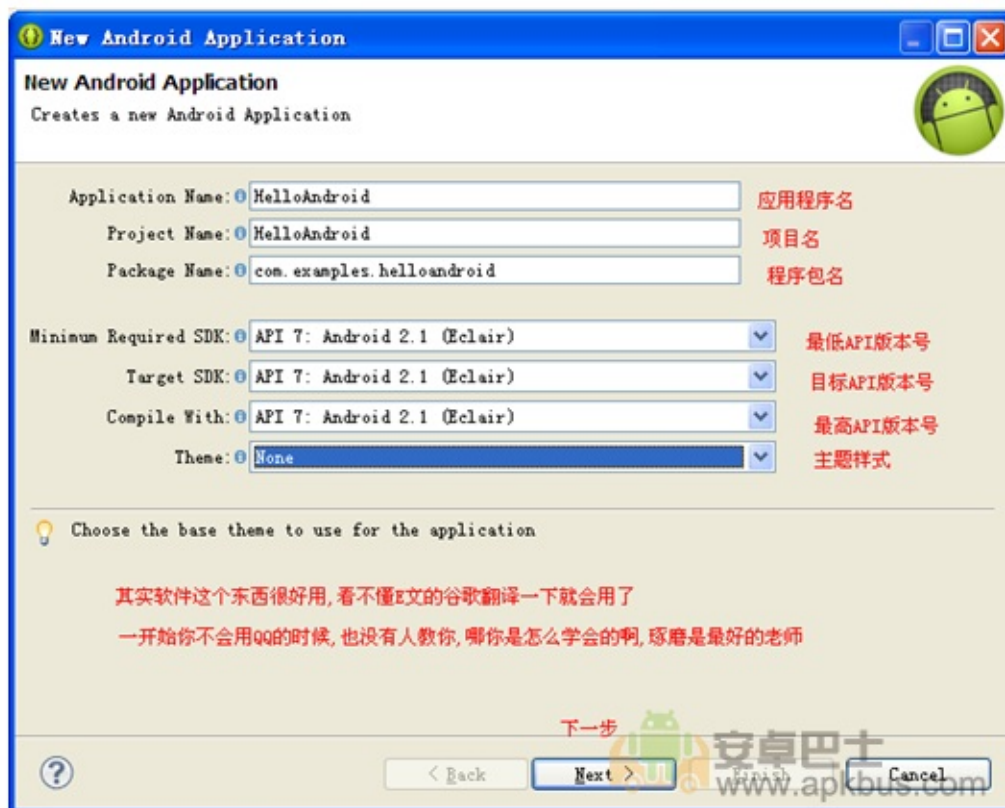 New Android Application
New Android Application
Creates a new Android Application
Application Name: HelloAndroid 应用程序名
Project Name: HelloAndroid 项目名
Package Name: com.examples.helloandroid 程序包名
Minimum Required SDK: API 7: Android 2.1 (Eclair) 最低API版本号
Target SDK: API 7: Android 2.1 (Eclair) 目标API版本号
Compile With: API 7: Android 2.1 (Eclair) 最高API版本号
Theme: None 主题样式
Choose the base theme to use for the application
其实软件这个东西很好用,看不懂E文的谷歌翻译一下就会用了
一开始你不会用QQ的时候,也没有人教你,哪你是怎么学会的啊,琢磨是最好的老师
下一步
安卓巴士
< Back Next > Finish Cancel
www.apkbus.com